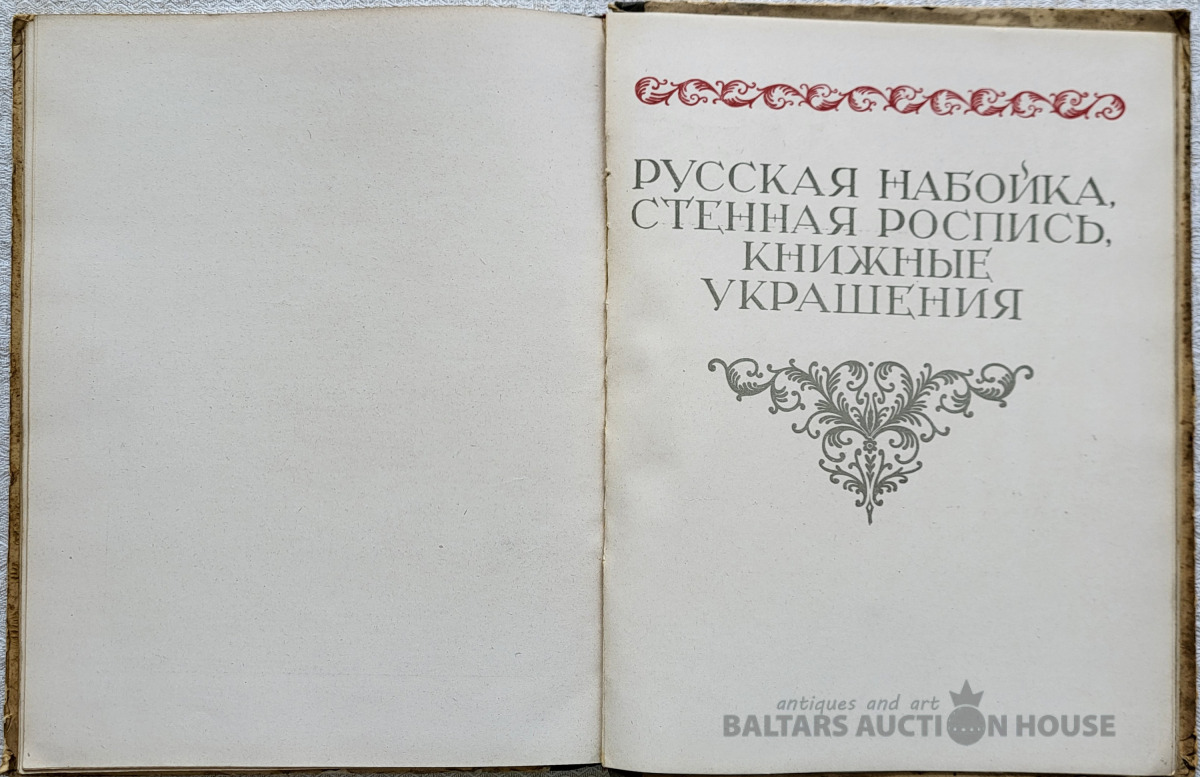 РУССКАЯ НАБОЙКА,
СТЕННАЯ РОСПИСЬ,
КНИЖНЫЕ
УКРАШЕНИЯ
antiques and art
BALTARS AUCTION HOUSE